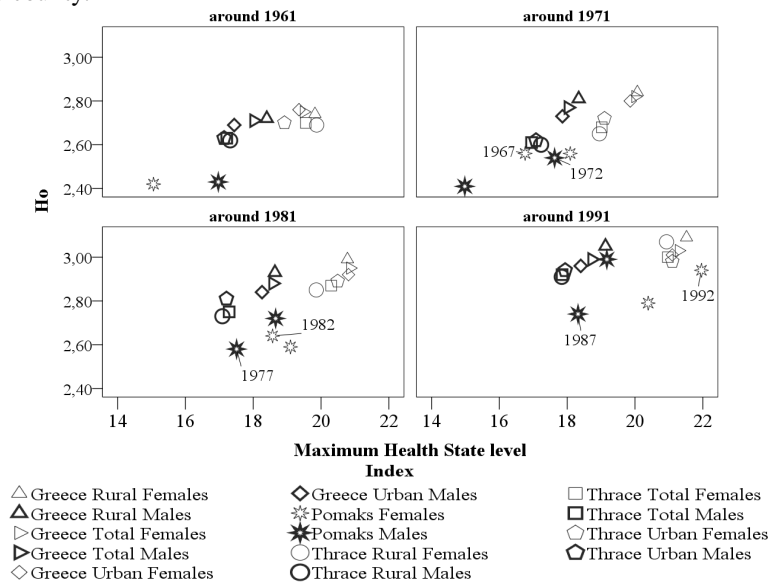 around 1961
around 1971
3,00
2,80
2,60
2,40
1967
1972
Ho
around 1981
around 1991
3,00
2,80
2,60
2,40
1982
1977
1992
1987
14 16 18 20 22 14 16 18 20 22
Maximum Health State level
Index
Greece Rural Females
Greece Rural Males
Greece Total Females
Greece Total Males
Greece Urban Females
Greece Urban Males
Pomaks Females
Pomaks Males
Thrace Rural Females
Thrace Rural Males
Thrace Total Females
Thrace Total Males
Thrace Urban Females
Thrace Urban Males